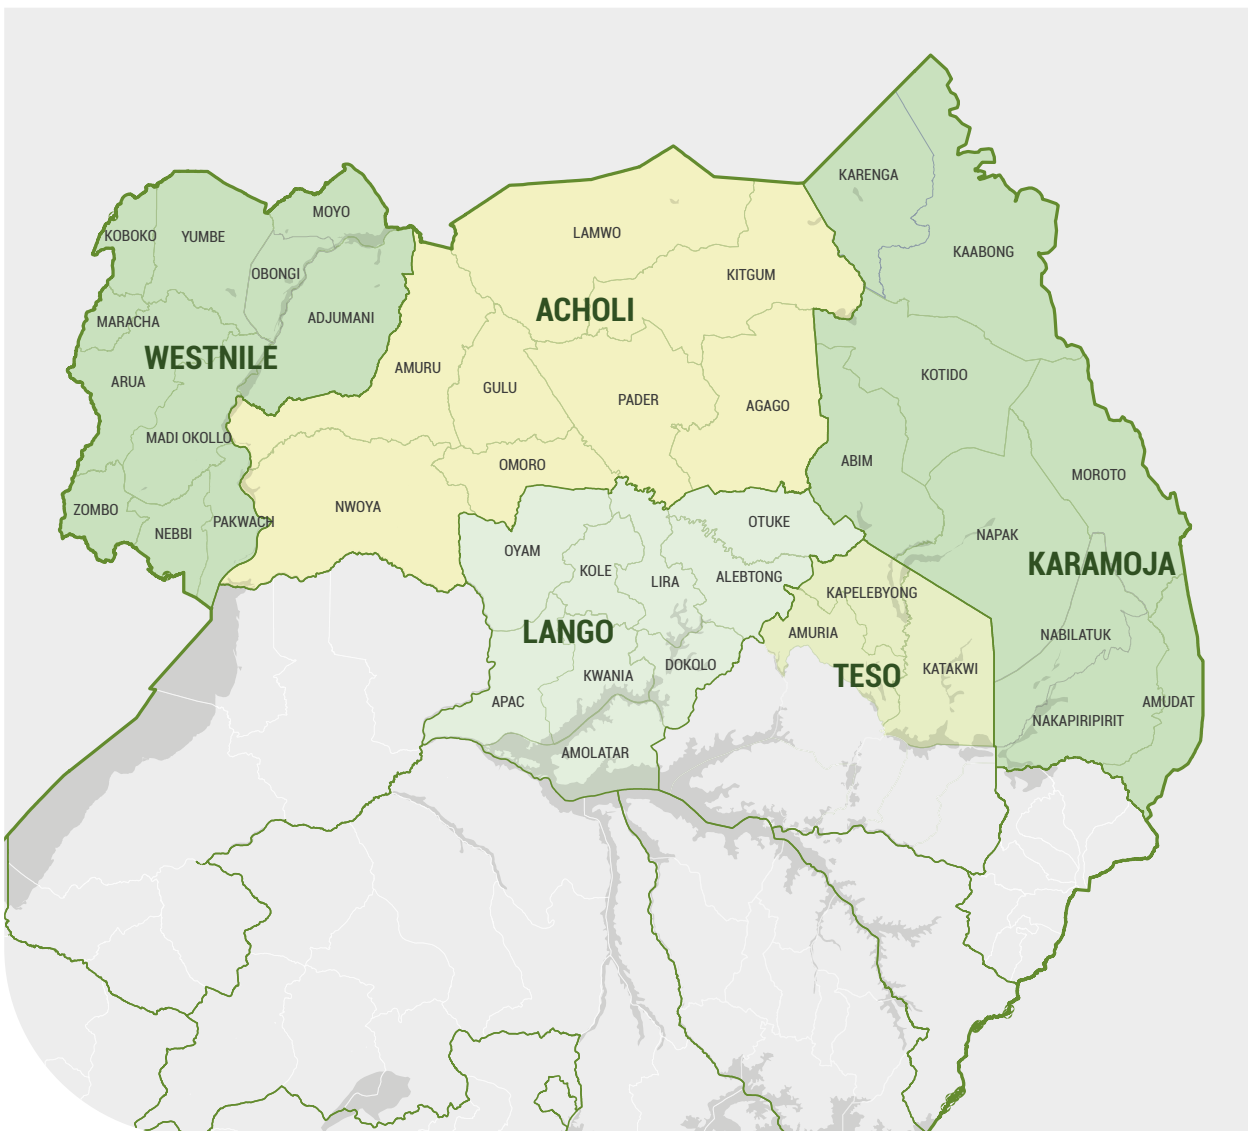 KARENGA
MOYO
LAMWO
KOBOKO
YUMBE
KAABONG
OBONGI
KITGUM
ACHOLI
MARACHA
ADJUMANI
WESTNILE
ARUA
AMURU
GULU
PADER
AGAGO
KOTIDO
MADI OKOLLO
OMORO
ABIM
MOROTO
ZOMBO
NWOYA
NEBBI
PAKWACH
OTUKE
NAPAK
OYAM
KOLE
LIRA
ALEBTONG
KARAMOJA
KAPELEBYONG
LANGO
AMURIA
NABILATUK
DOKOLO
KATAKWI
KWANIA
TESO
APAC
AMUDAT
NAKAPIRIPIRIT
AMOLATAR